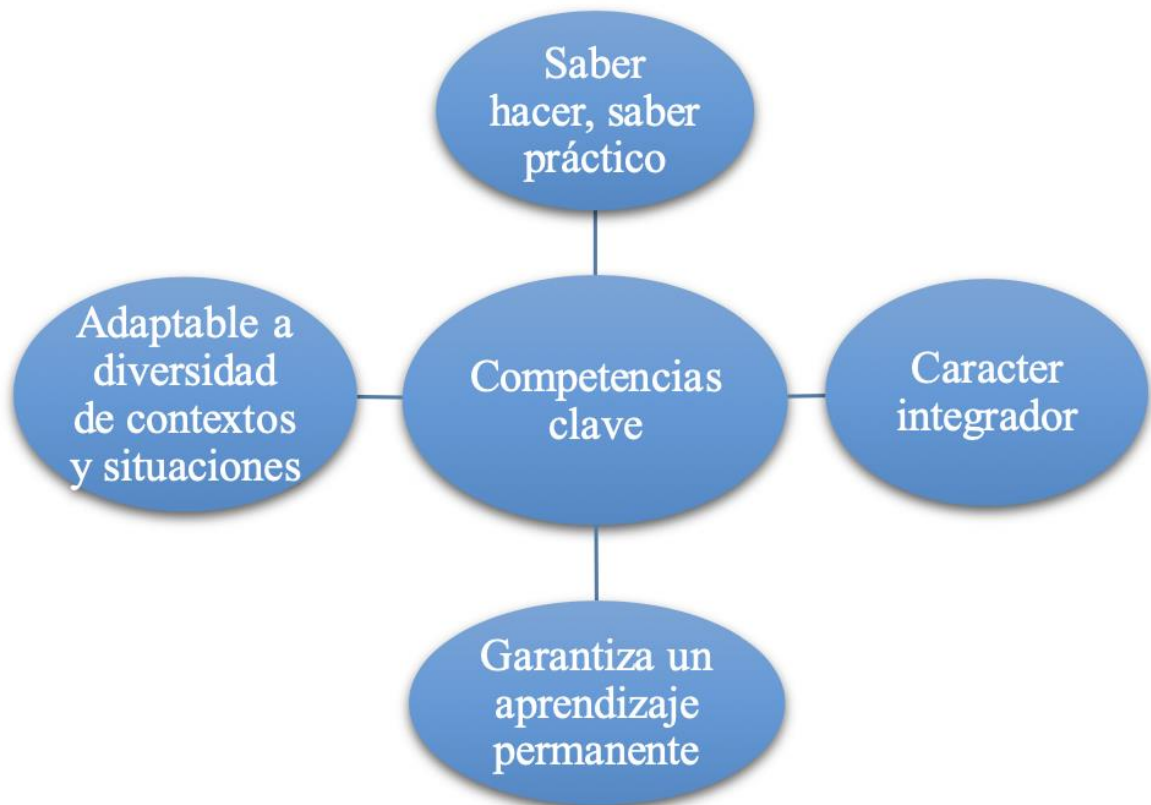 Saber
hacer, saber
práctico
Adaptable a
diversidad
de contextos
y situaciones
Competencias
clave
Caracter
integrador
Garantiza un
aprendizaje
permanente